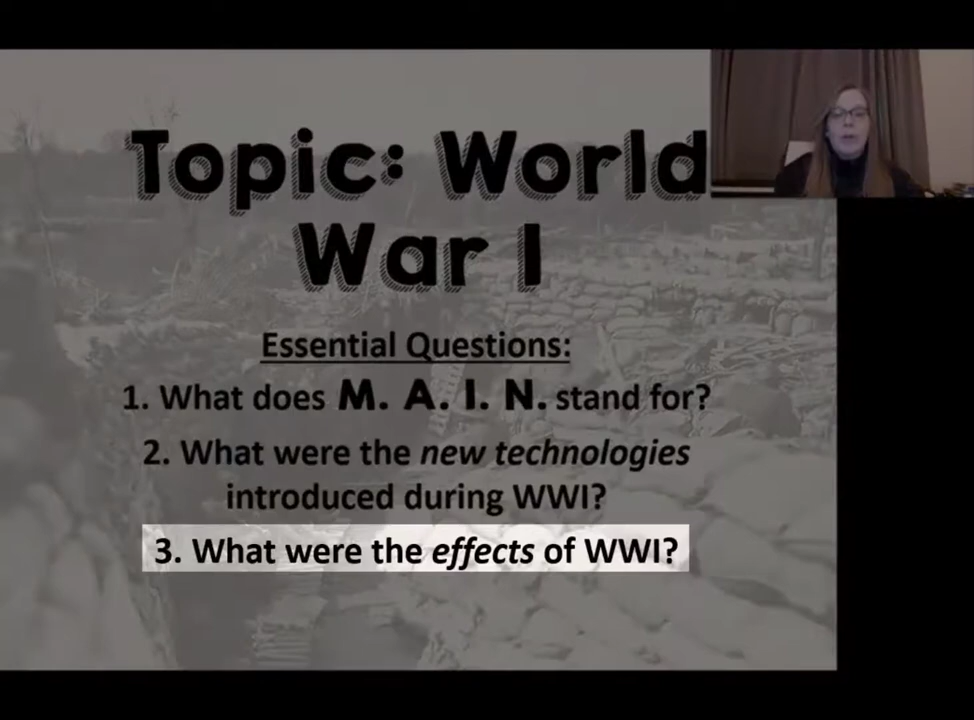 Topic: World
War I
Essential Questions:
1. What does M. A. I. N. stand for?
2. What were the new technologies
introduced during WWI?
3. What were the effects of WWI?